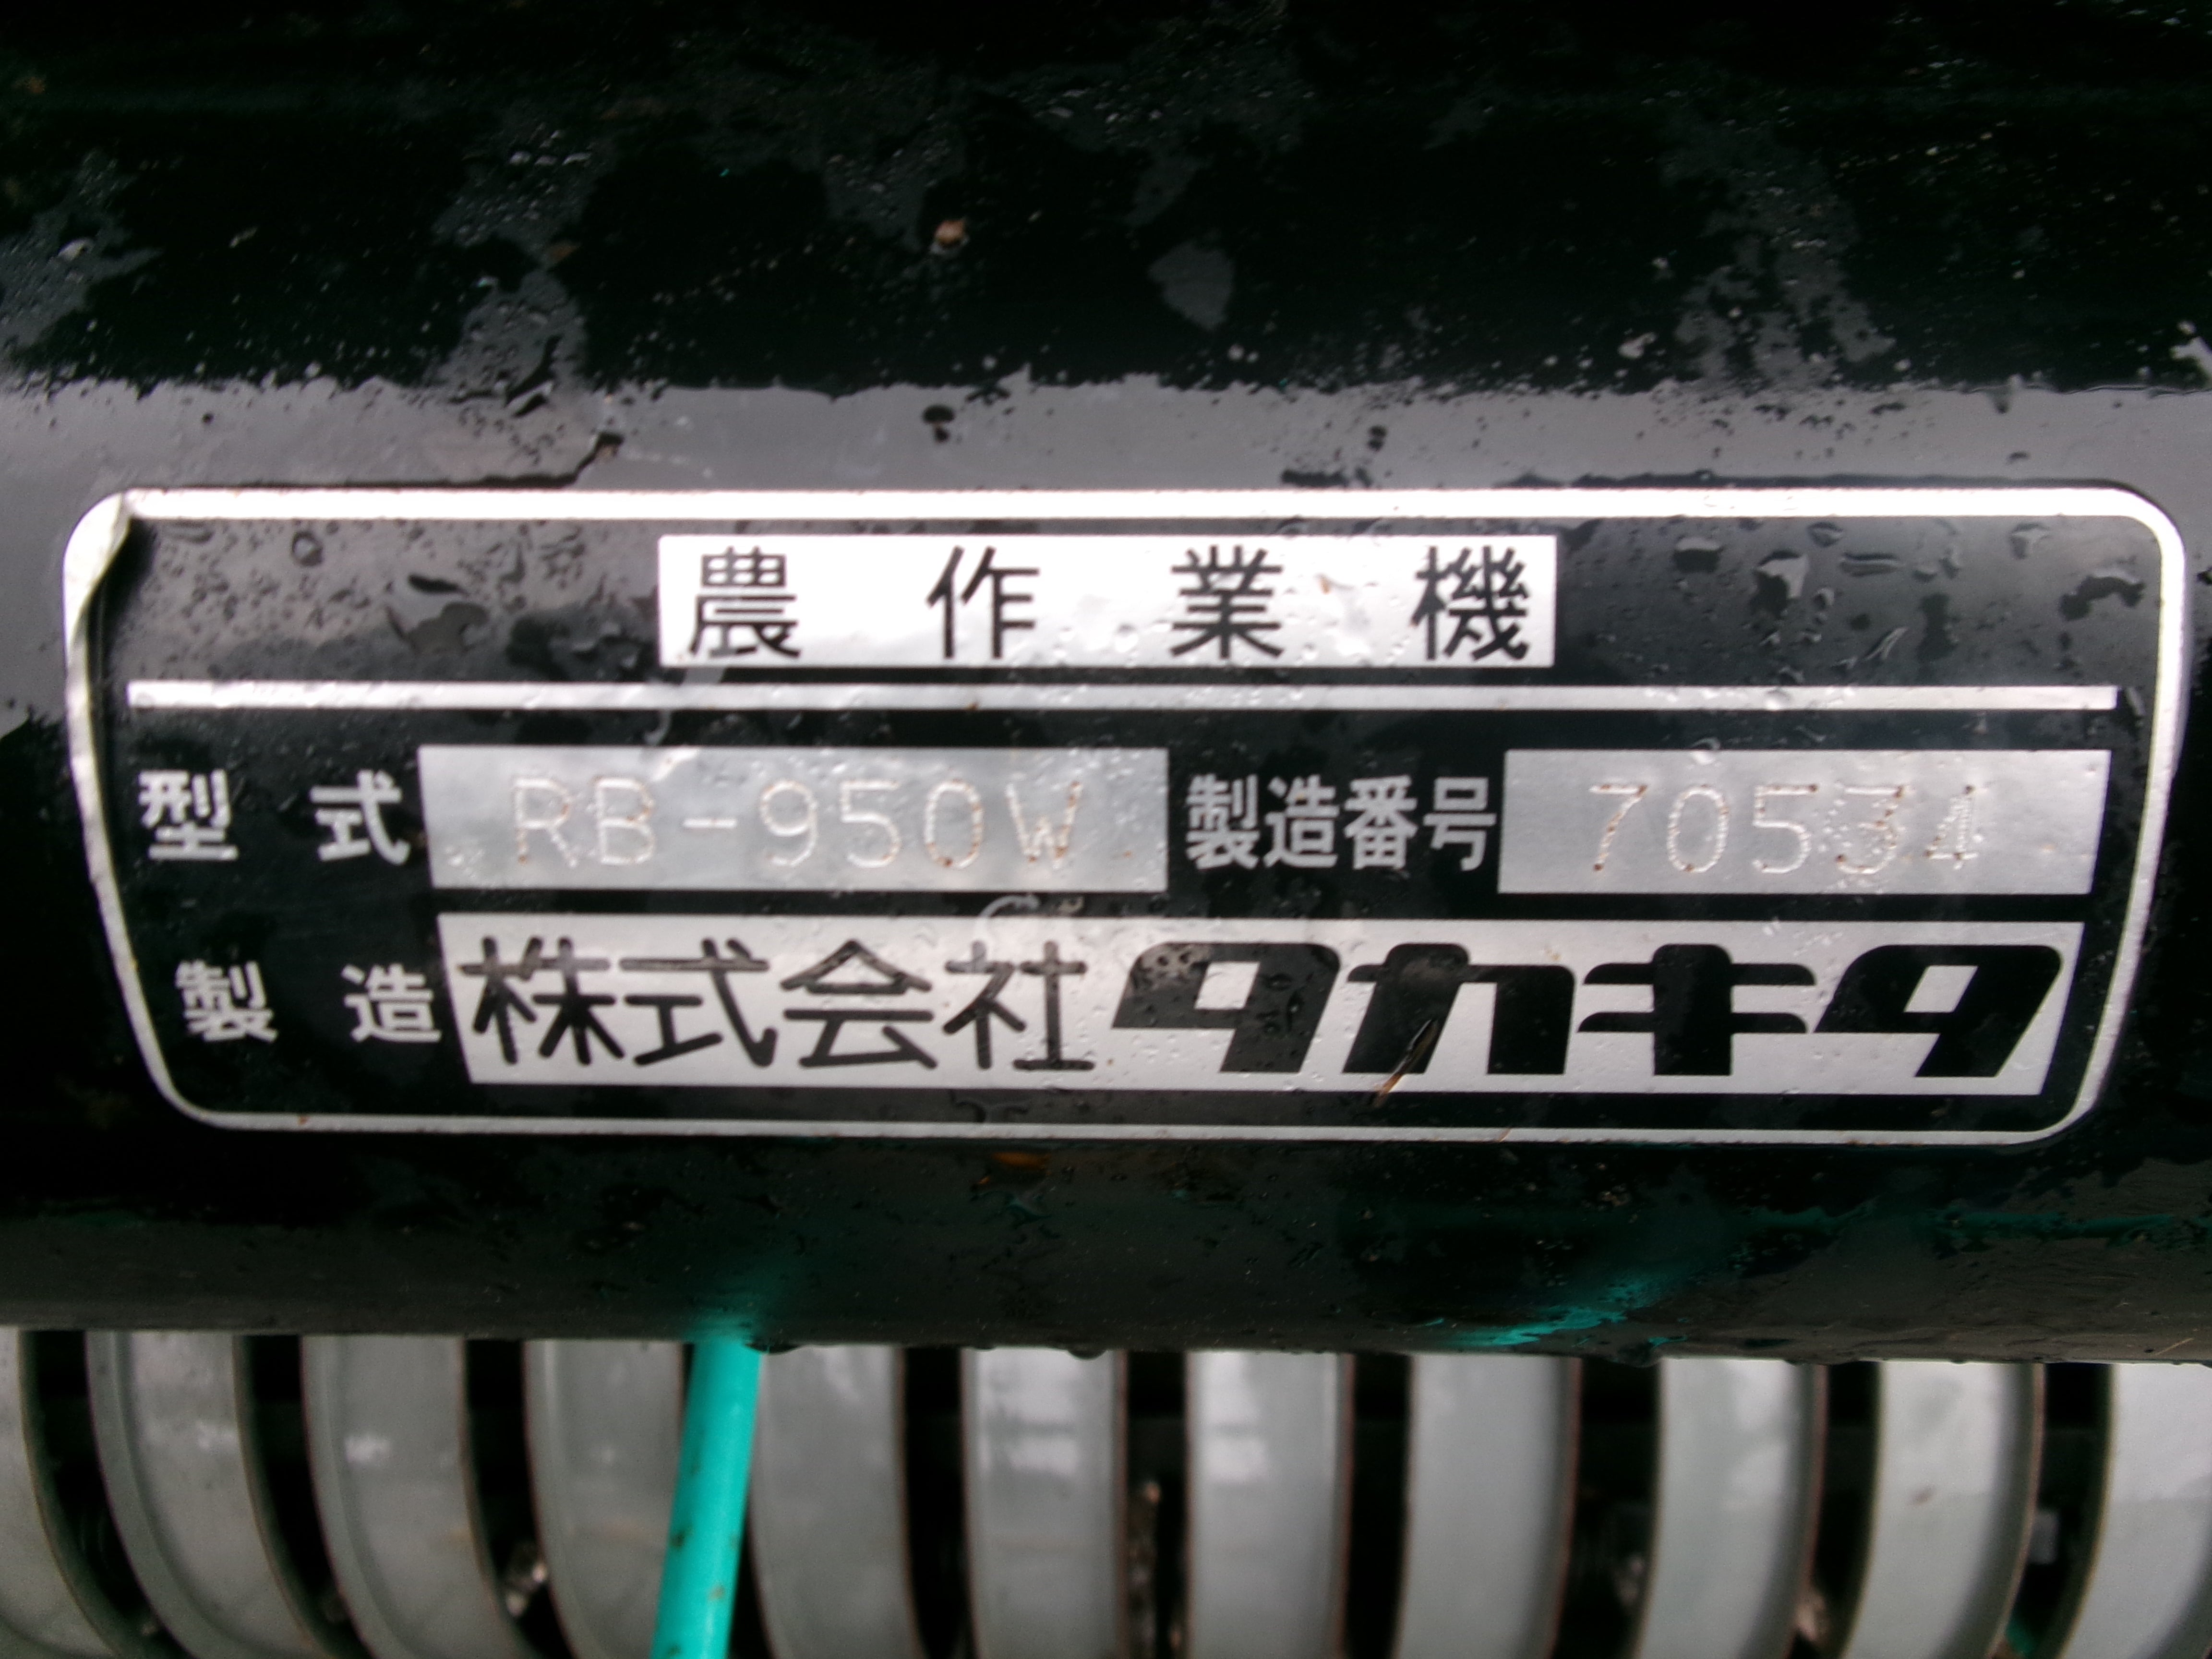 農作業機
型式 RB-950W 製造番号 70534
製造 株式会社タカキタ